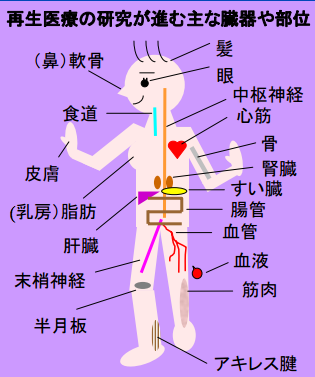 再生医療の研究が進む主な臓器や部位
髪
（鼻）軟骨
眼
中枢神経
食道
心筋
骨
腎臓
皮膚
すい臓
(乳房)脂肪
腸管
肝臓
血管
血液
末梢神経
筋肉
半月板
アキレス腱